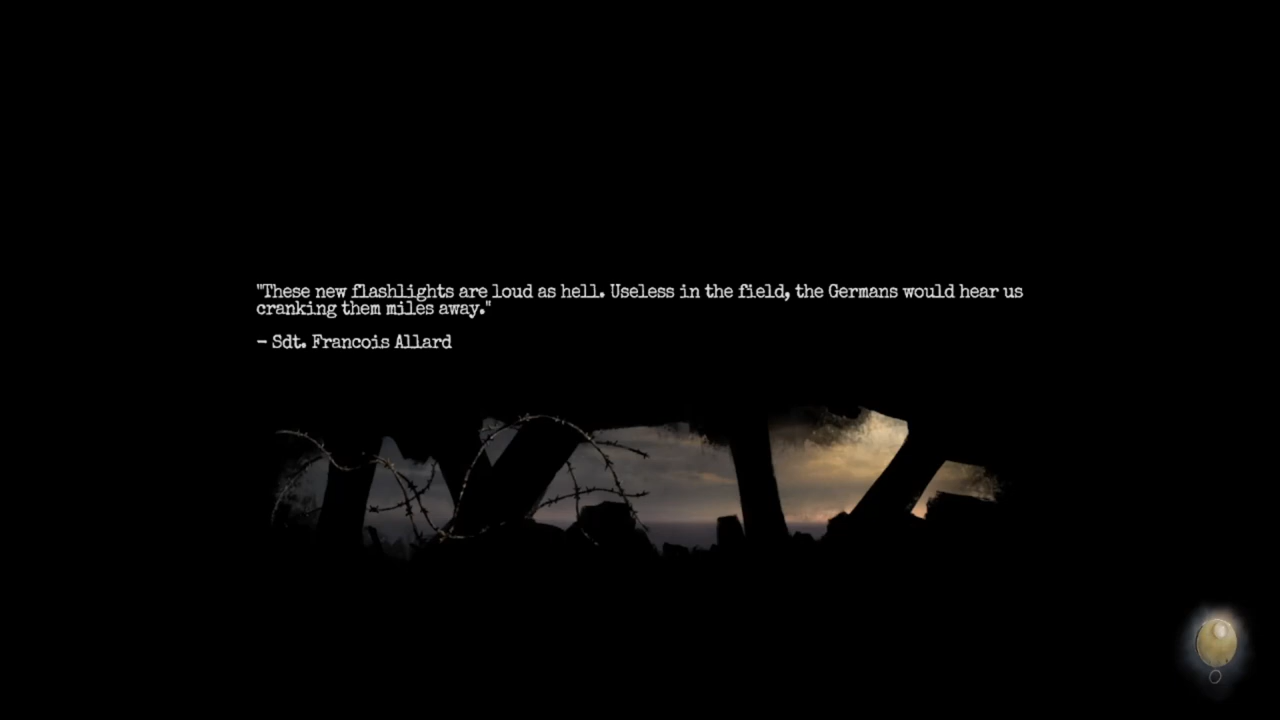 "These new flashlights are loud as hell. Useless in the field, the Germans would hear us
cranking them miles away."
- Sdt. Francois Allard